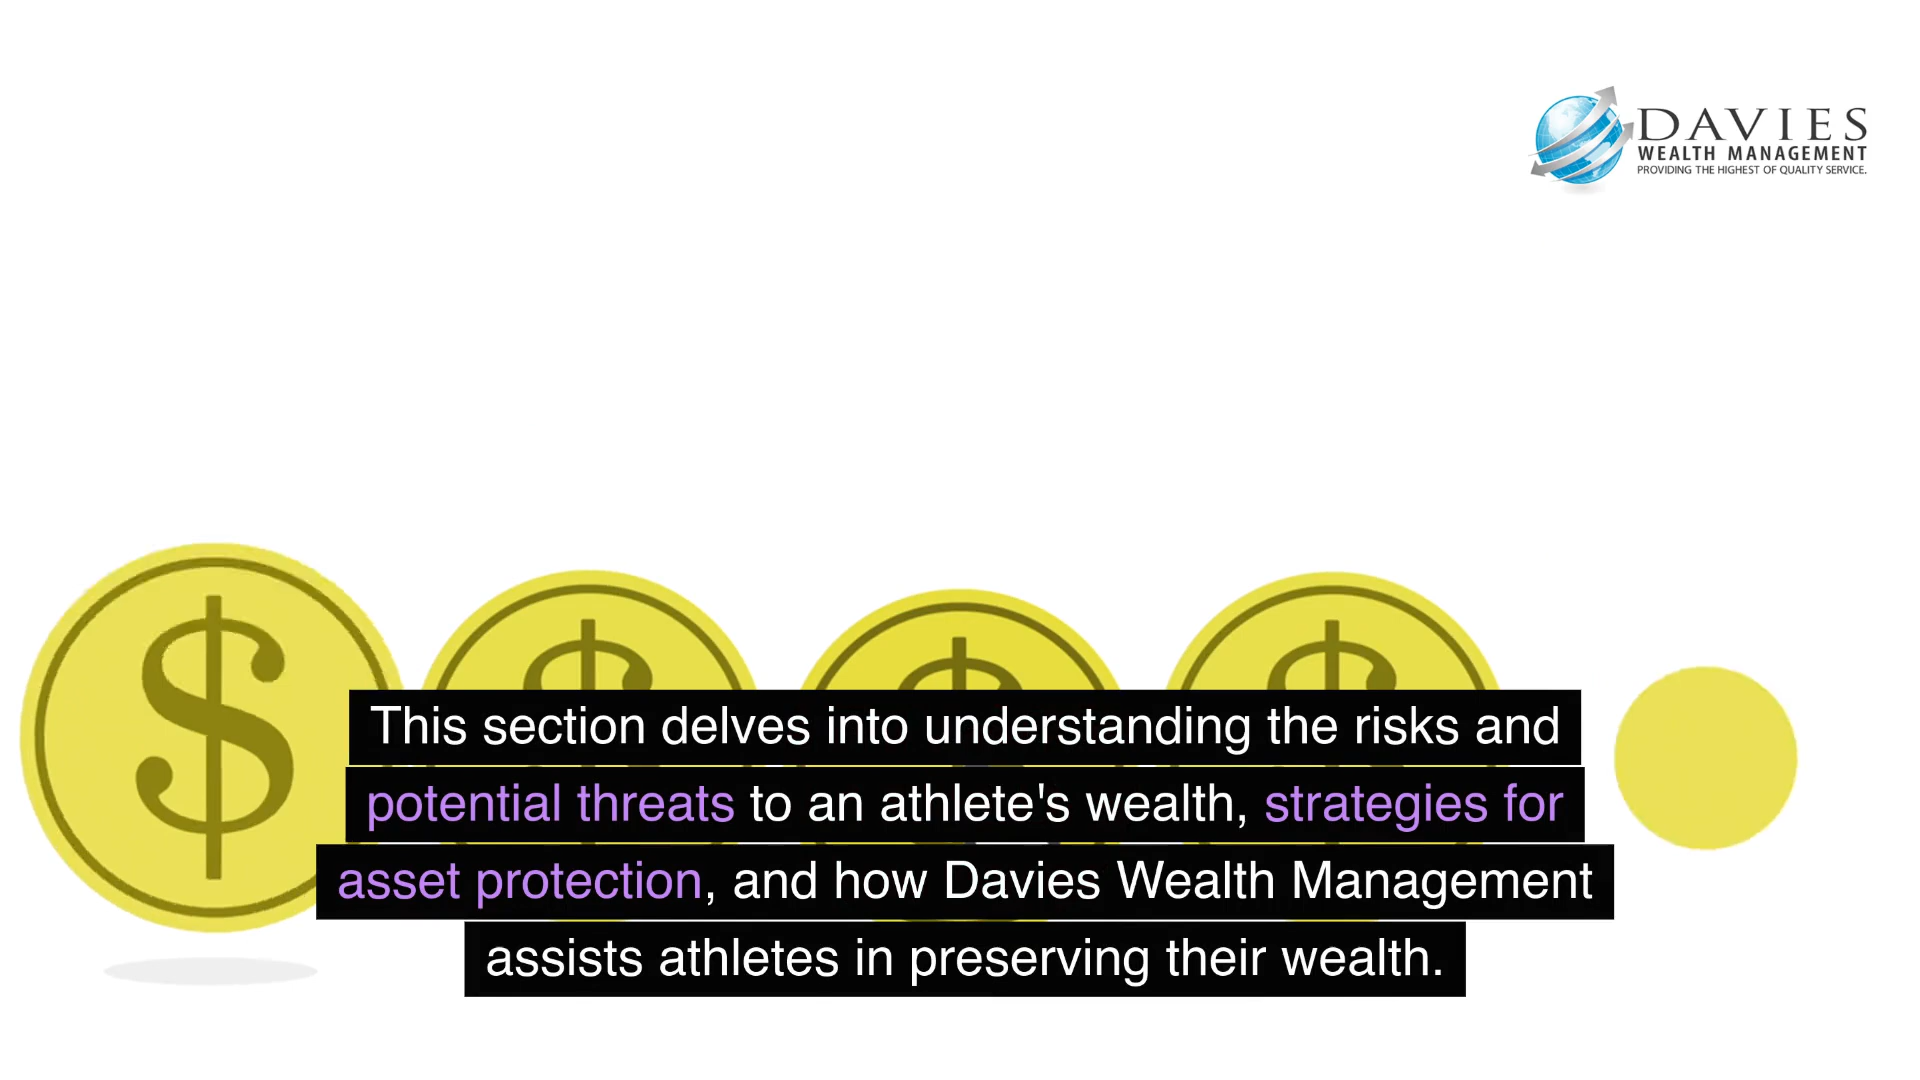 DAVIES
WEALTH MANAGEMENT
PROVIDING THE HIGHEST OF QUALITY SERVICE.
$ $ $ $
This section delves into understanding the risks and
potential threats to an athlete's wealth, strategies for
asset protection, and how Davies Wealth Management
assists athletes in preserving their wealth.